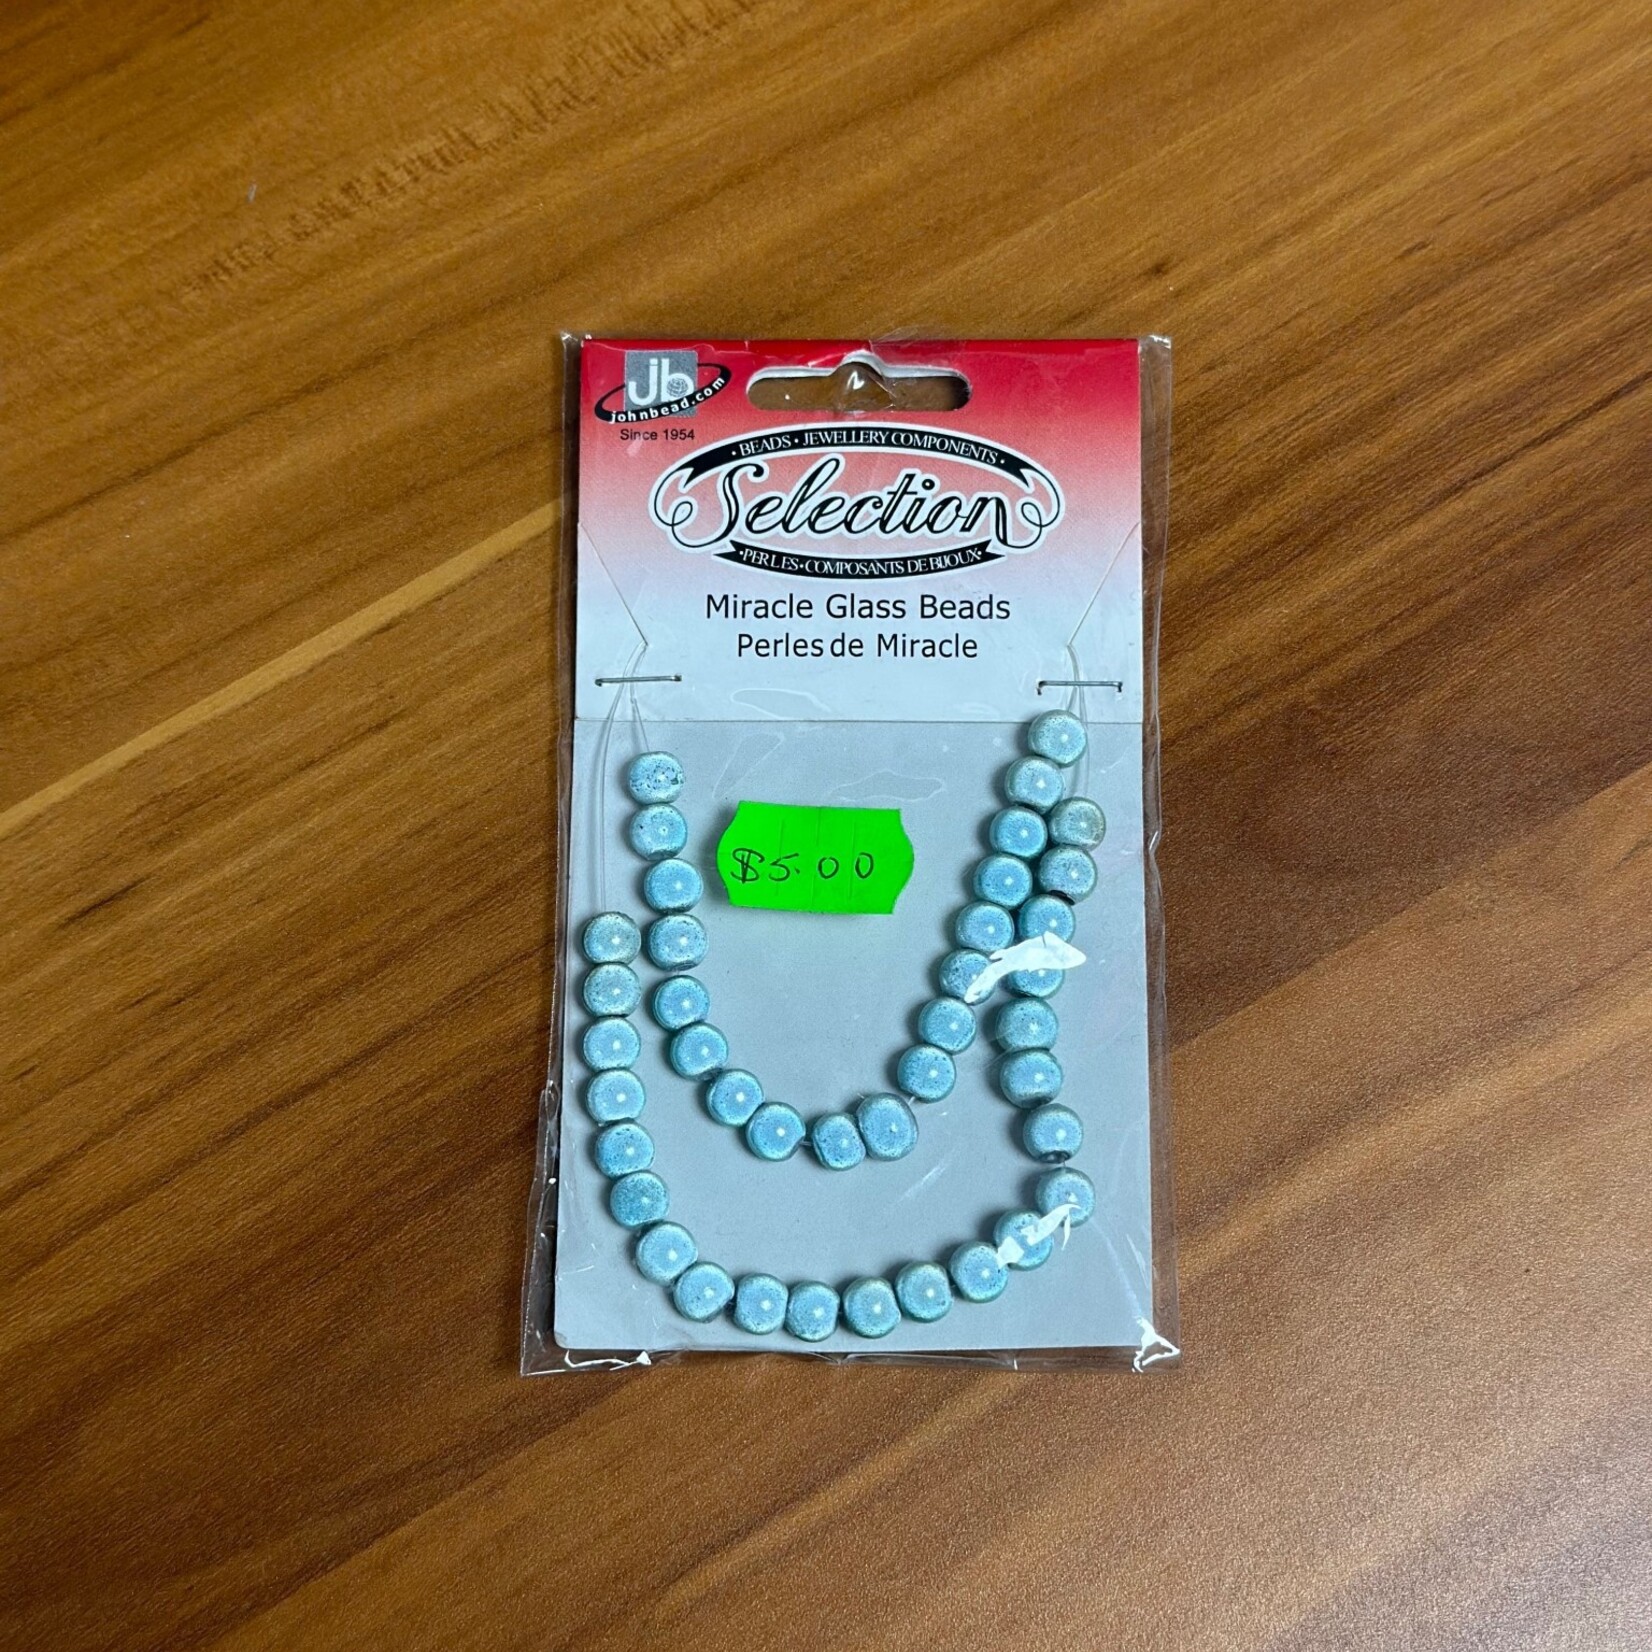 jb
johnbead.com
Since 1954
• BEADS • JEWELLERY COMPONENTS •
Selection
•PERLES•COMPOSANTS DE BIJOUX•
Miracle Glass Beads
Perles de Miracle
$5.00